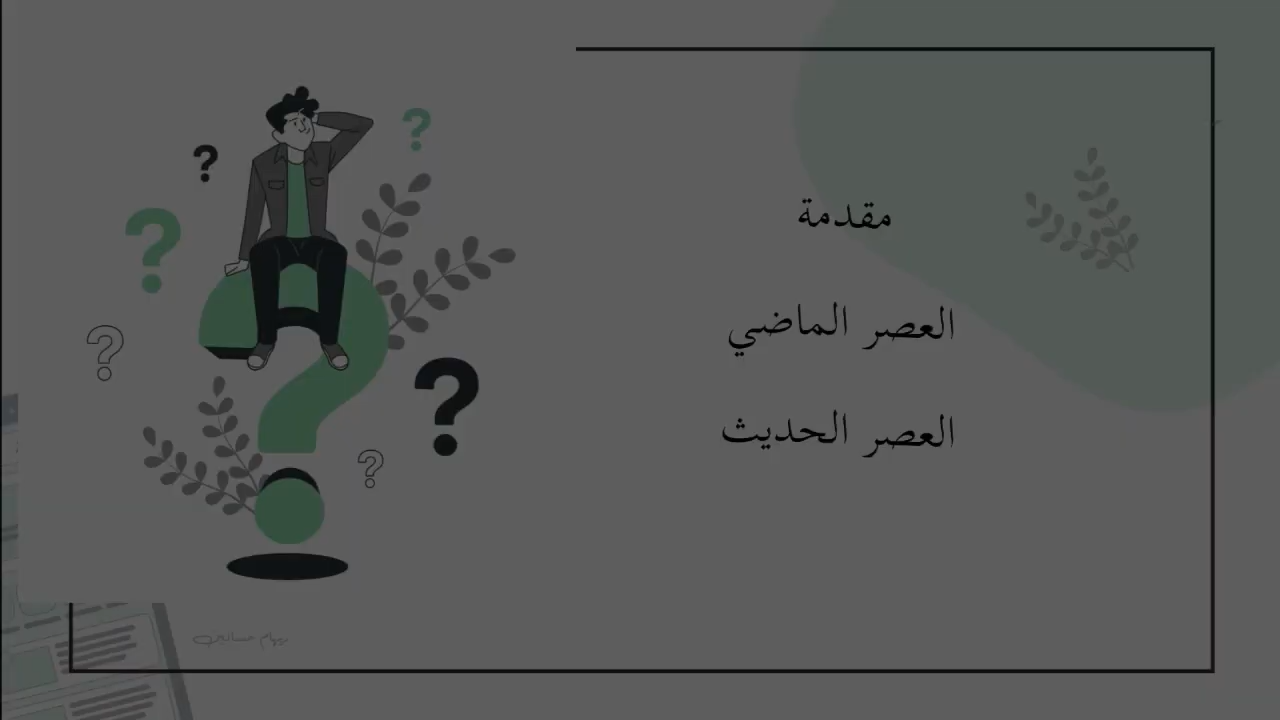 مقدمة
العصر الماضي
العصر الحديث